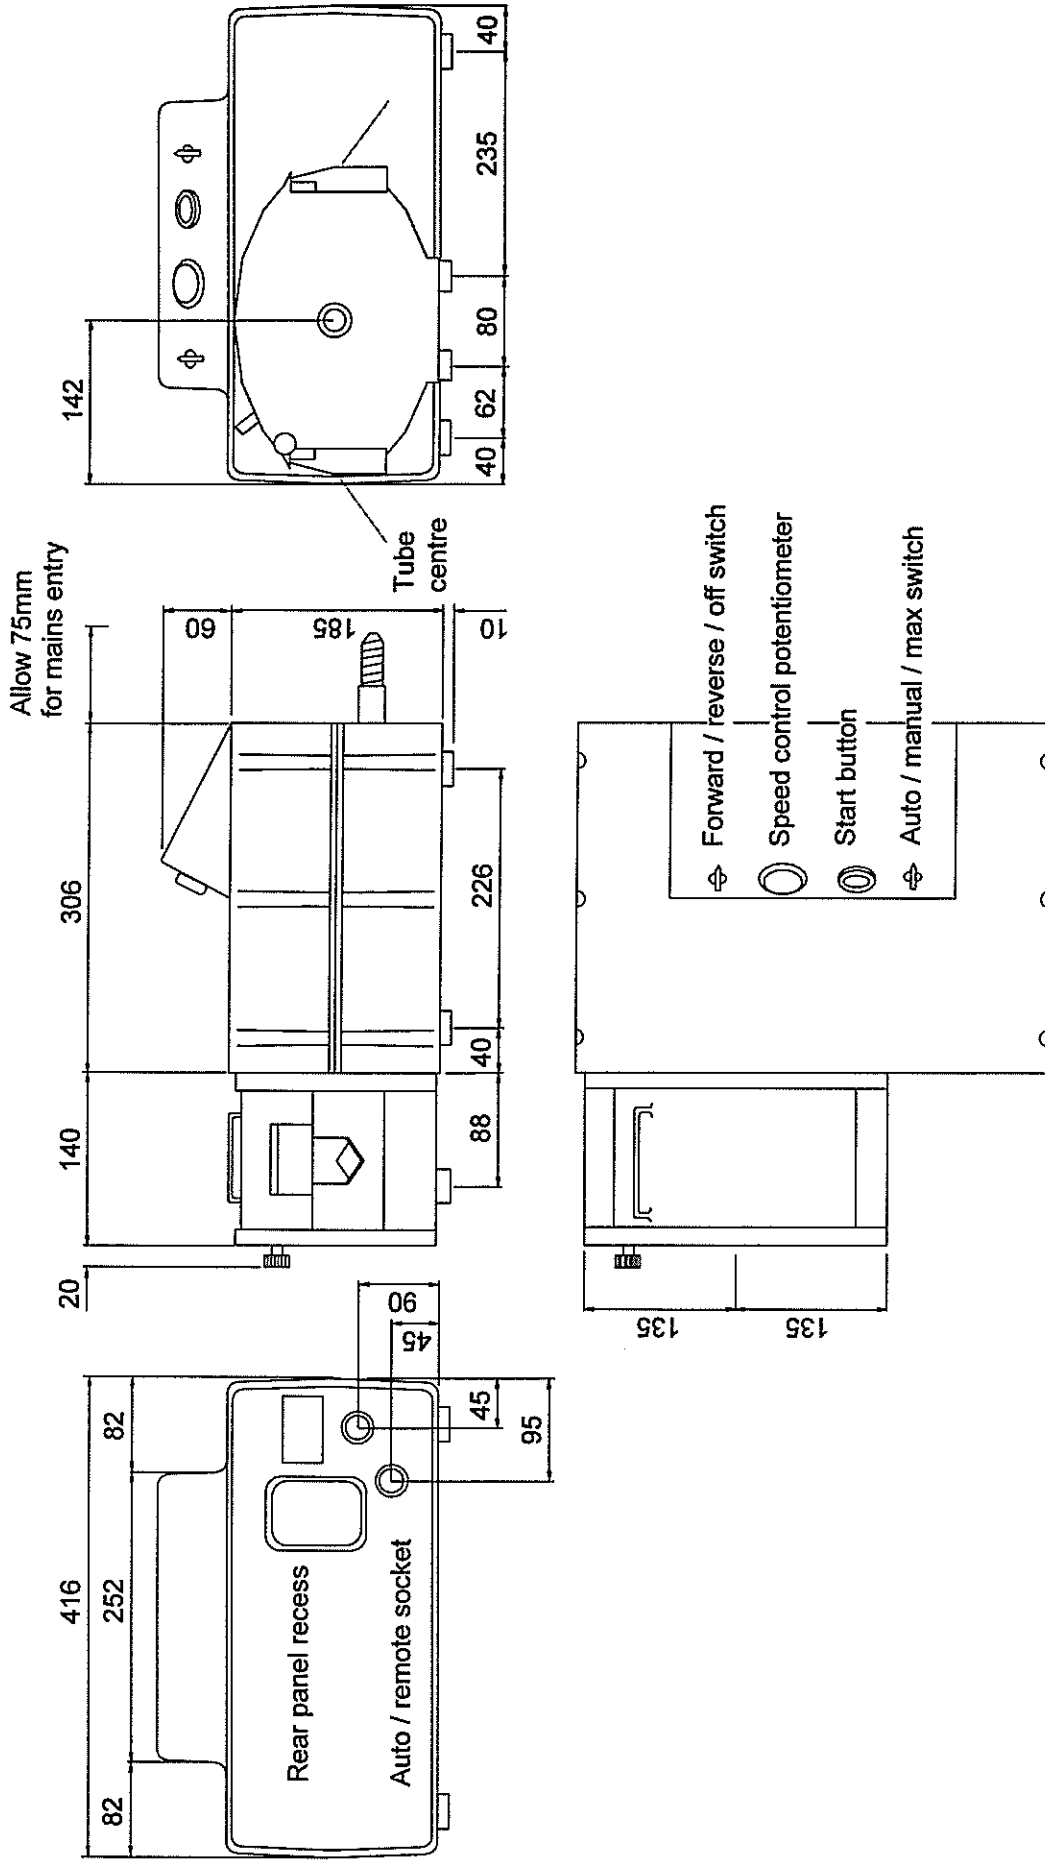 416
82
252
82
Rear panel recess
Auto / remote socket
45
95
45
90
20
140
306
Allow 75mm
for mains entry
60
185
10
88
40
226
142
Tube
centre
40
62
80
235
40
135
135
Forward / reverse / off switch
Speed control potentiometer
Start button
Auto / manual / max switch